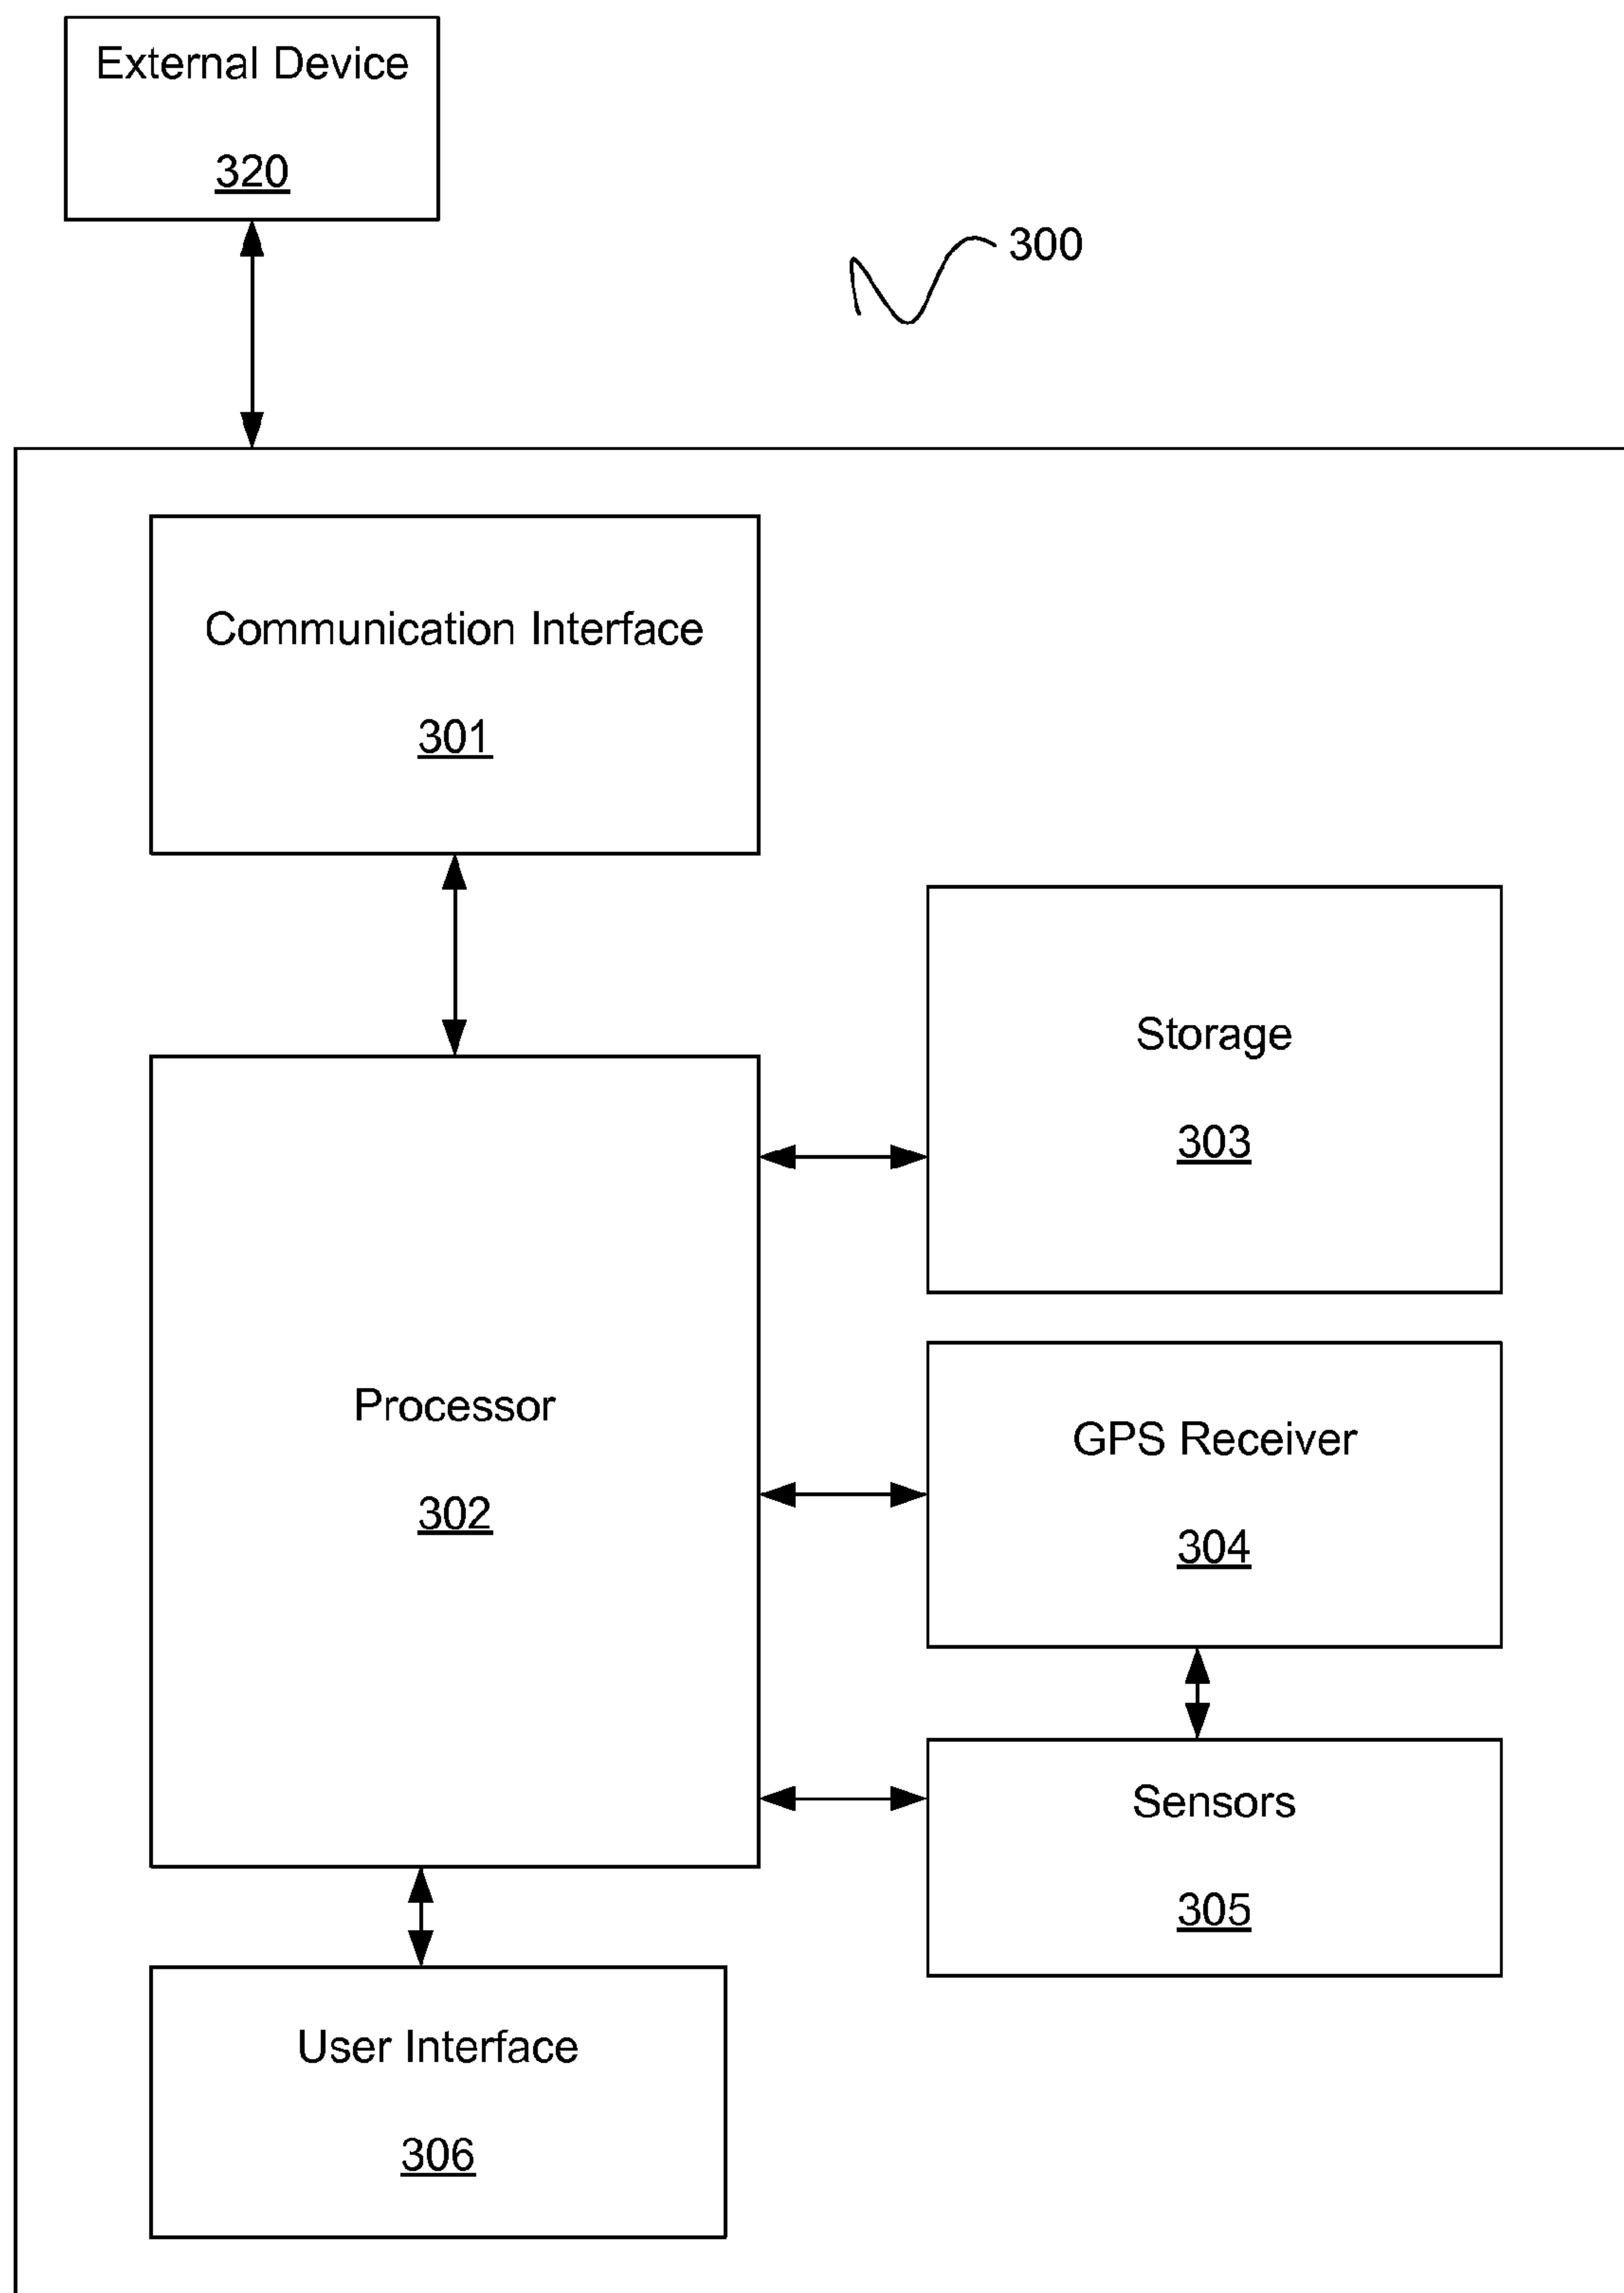 External Device
320
300
Communication Interface
301
Storage
303
Processor
302
GPS Receiver
304
Sensors
305
User Interface
306